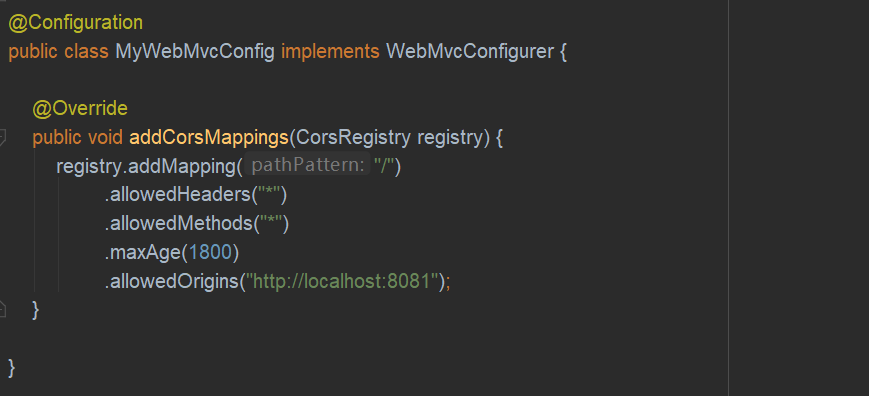 @Configuration
public class MyWebMvcConfig implements WebMvcConfigurer {
@Override
public void addCorsMappings(CorsRegistry registry) {
registry.addMapping( pathPattern: "/")
.allowedHeaders("*")
.allowedMethods("*")
.maxAge(1800)
.allowedOrigins("http://localhost:8081");
}
}